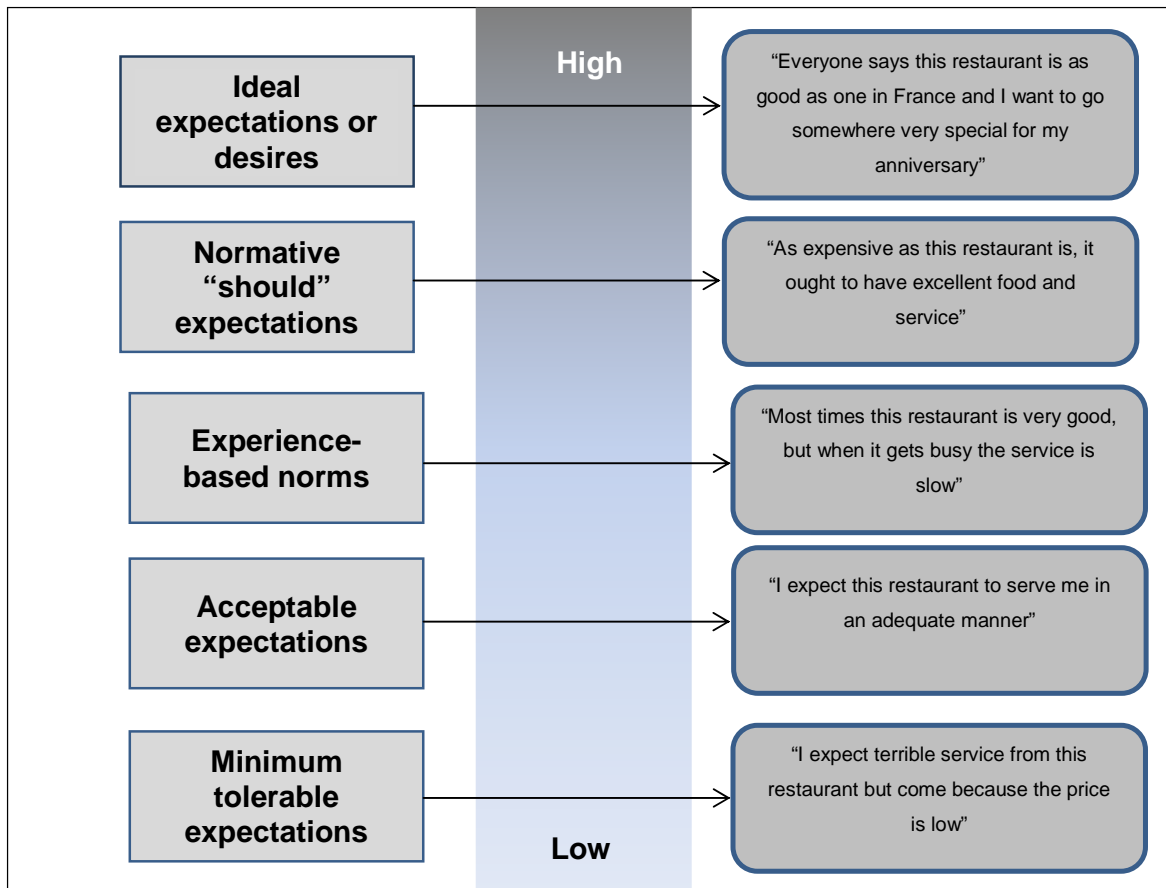 High
Ideal
expectations or
desires
“Everyone says this restaurant is as
good as one in France and I want to go
somewhere very special for my
anniversary”
Normative
“should”
expectations
“As expensive as this restaurant is, it
ought to have excellent food and
service”
Experience-
based norms
“Most times this restaurant is very good,
but when it gets busy the service is
slow”
Acceptable
expectations
“I expect this restaurant to serve me in
an adequate manner”
Minimum
tolerable
expectations
“I expect terrible service from this
restaurant but come because the price
is low”
Low